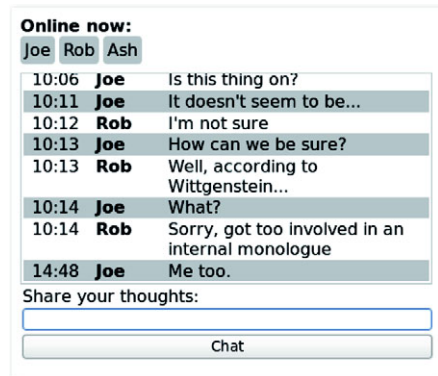 Online now:
Joe Rob Ash
10:06 Joe Is this thing on?
10:11 Joe It doesn't seem to be...
10:12 Rob I'm not sure
10:13 Joe How can we be sure?
10:13 Rob Well, according to
Wittgenstein...
10:14 Joe What?
10:14 Rob Sorry, got too involved in an
internal monologue
14:48 Joe Me too.
Share your thoughts:
Chat